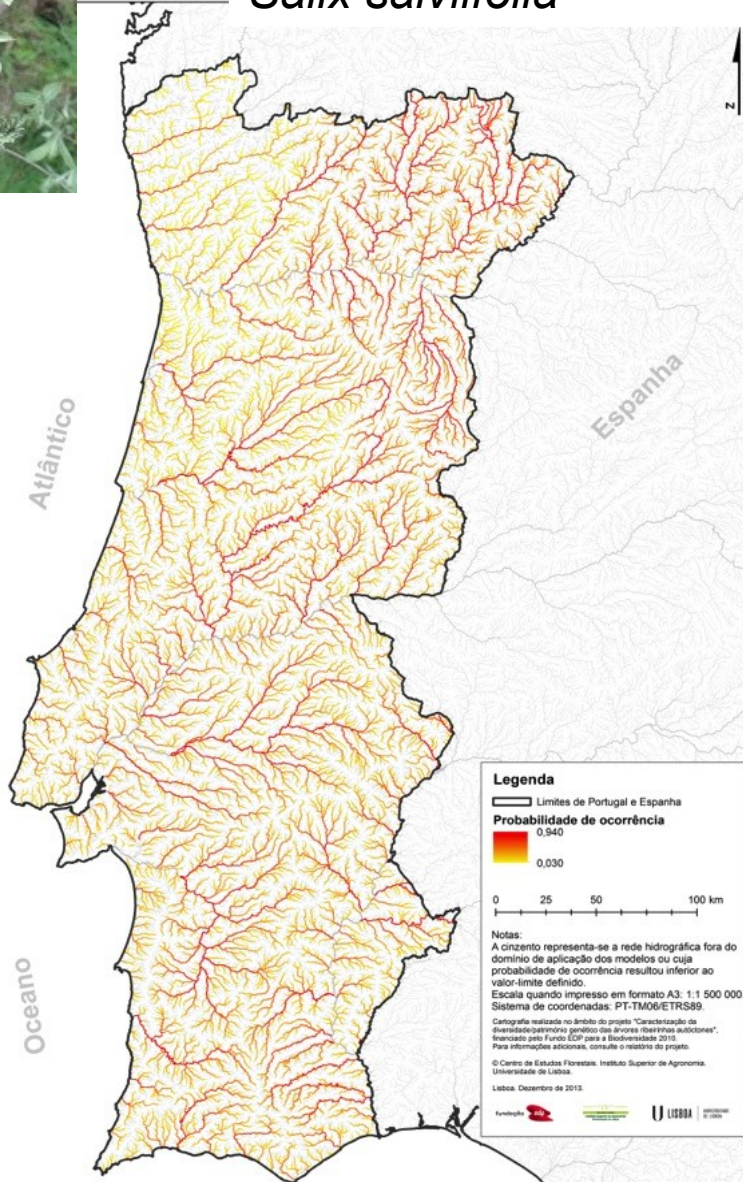 Salix salviifolia
N
Atlântico
Espanha
Oceano
Legenda
Limites de Portugal e Espanha
Probabilidade de ocorrência
0,940
0,030
0 25 50 100 km
Notas:
A cinzento representa-se a rede hidrográfica fora do
domínio de aplicação dos modelos ou cuja
probabilidade de ocorrência resultou inferior ao
valor-limite definido.
Escala quando impresso em formato A3: 1:1 500 000.
Sistema de coordenadas: PT-TM06/ETRS89.
Cartografia realizada no âmbito do projeto "Caracterização da
diversidade/património genético das árvores ribeirinhas autóctones",
financiado pelo Fundo EDP para a Biodiversidade 2010.
Para informações adicionais, consulte o relatório do projeto.
© Centro de Estudos Florestais. Instituto Superior de Agronomia.
Universidade de Lisboa.
Lisboa. Dezembro de 2013.
fundação edp
LISBOA UNIVERSIDADE
DE LISBOA